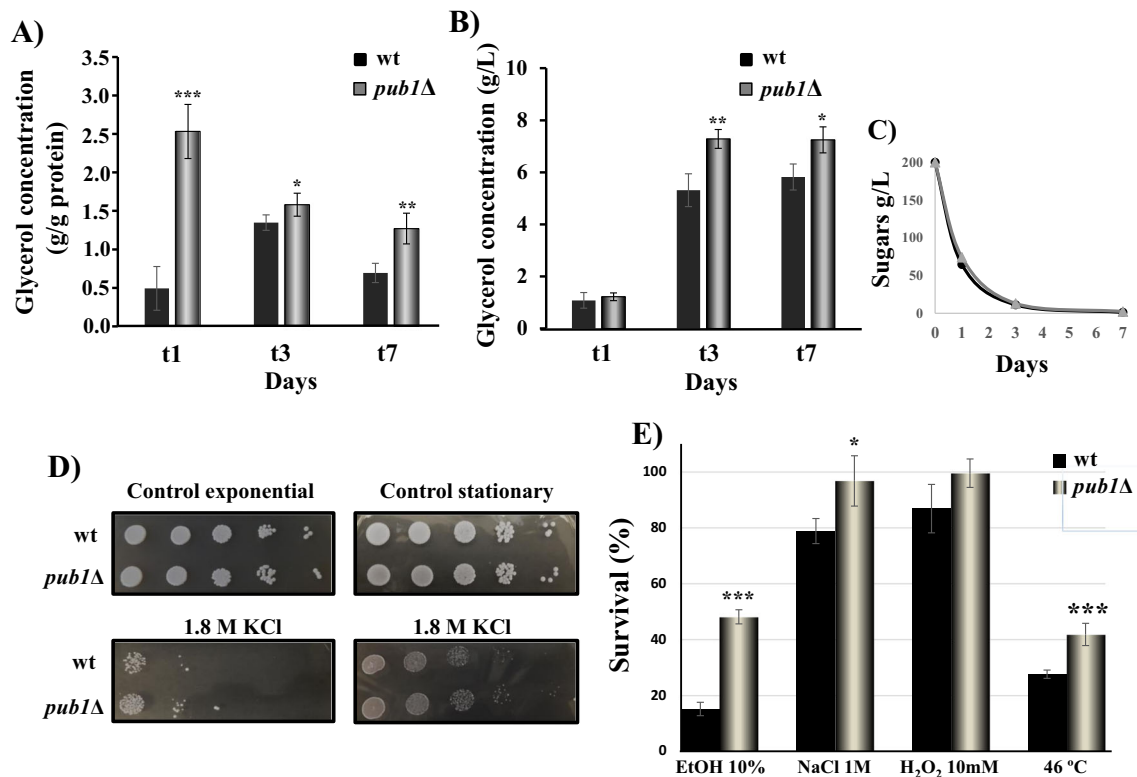 A)
Glycerol concentration
(g/g protein)
3.5
3.0
2.5
2.0
1.5
1.0
0.5
0.0
wt
pub1Δ
***
*
**
t1 t3 t7
Days
B)
Glycerol concentration (g/L)
10
8
6
4
2
0
wt
pub1Δ
**
*
t1 t3 t7
Days
C)
Sugars g/L
200
150
100
50
0
0 1 2 3 4 5 6 7
Days
D)
Control exponential Control stationary
wt
pub1Δ
1.8 M KCl 1.8 M KCl
wt
pub1Δ
E)
Survival (%)
100
80
60
40
20
0
wt
pub1Δ
***
*
***
EtOH 10% NaCl 1M H₂O₂ 10mM 46 ºC